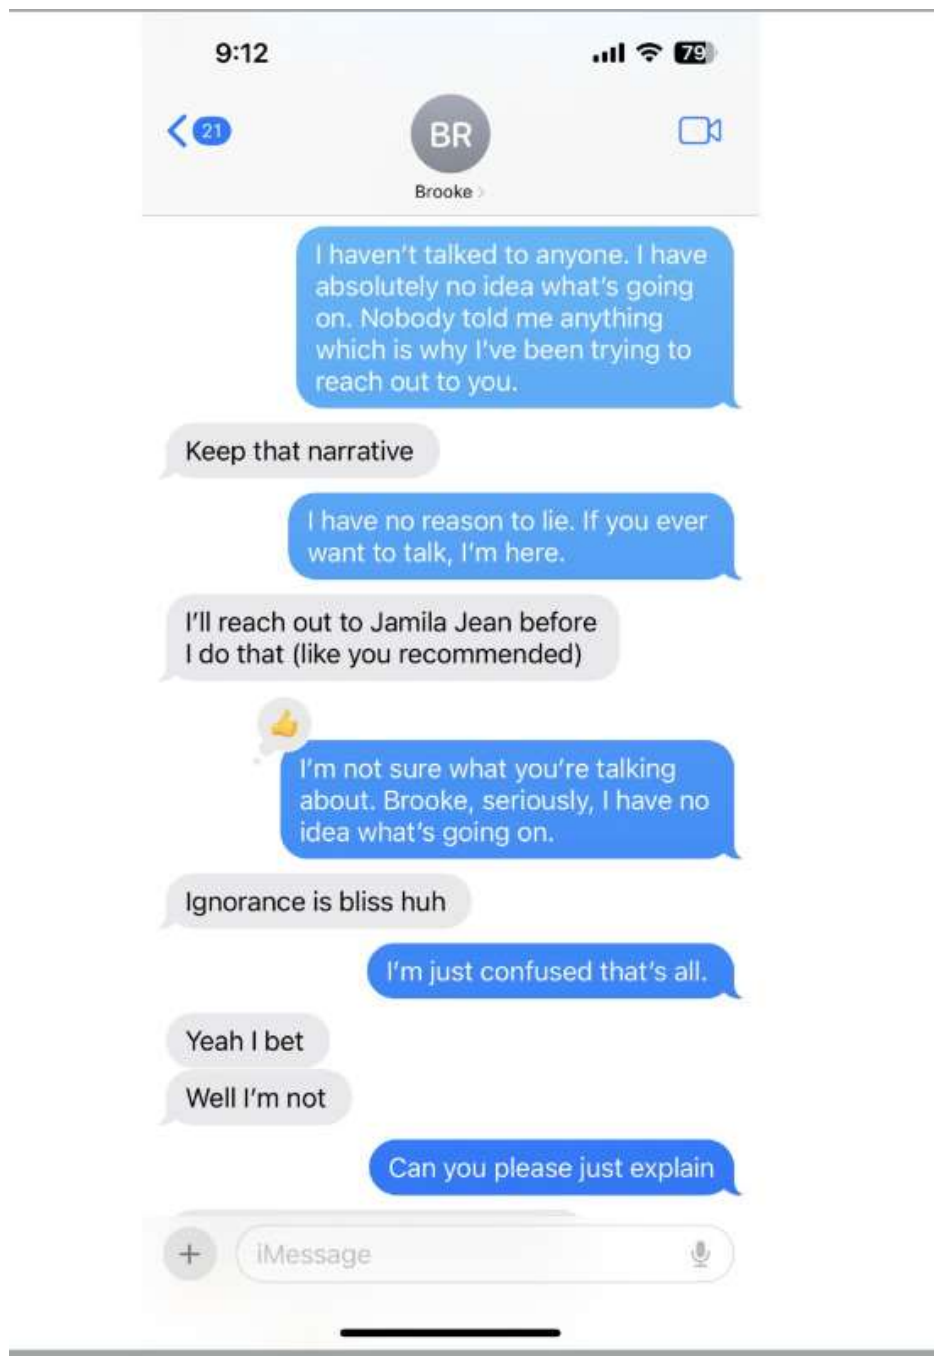 9:12
79
21
BR
Brooke
I haven't talked to anyone. I have
absolutely no idea what's going
on. Nobody told me anything
which is why I've been trying to
reach out to you.
Keep that narrative
I have no reason to lie. If you ever
want to talk, I'm here.
I'll reach out to Jamila Jean before
I do that (like you recommended)
I'm not sure what you're talking
about. Brooke, seriously, I have no
idea what's going on.
Ignorance is bliss huh
I'm just confused that's all.
Yeah I bet
Well I'm not
Can you please just explain
iMessage